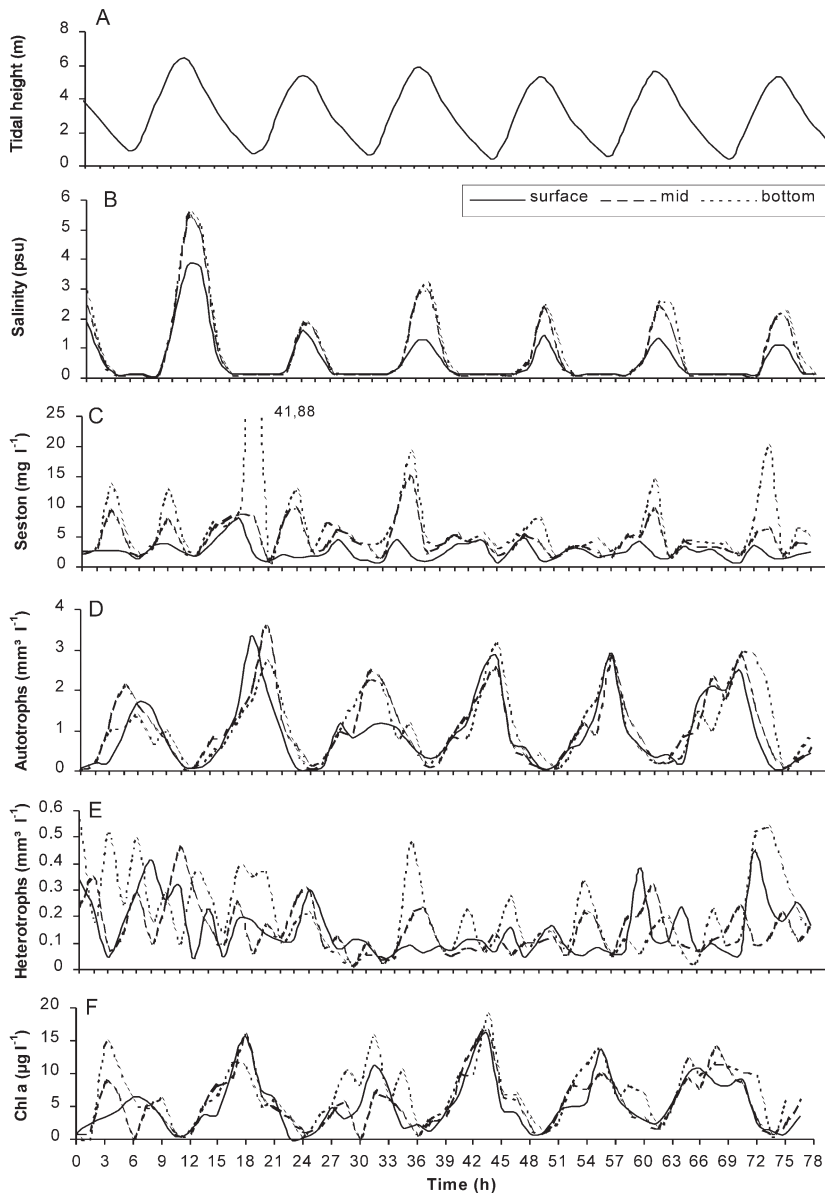 A
Tidal height (m)
8
6
4
2
0
B
surface mid bottom
Salinity (psu)
6
5
4
3
2
1
0
C
41,88
Seston (mg l⁻¹)
25
20
15
10
5
0
D
Autotrophs (mm³ l⁻¹)
4
3
2
1
0
E
Heterotrophs (mm³ l⁻¹)
0.6
0.5
0.4
0.3
0.2
0.1
0
F
Chl a (µg l⁻¹)
20
15
10
5
0
0 3 6 9 12 15 18 21 24 27 30 33 36 39 42 45 48 51 54 57 60 63 66 69 72 75 78
Time (h)